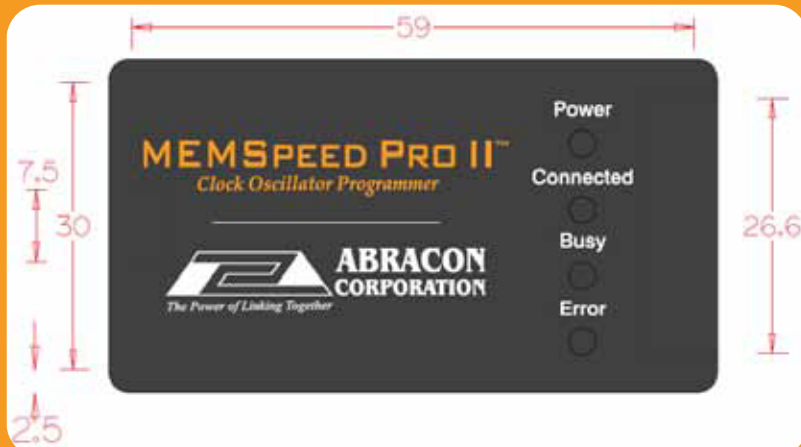 59
Power
MEMSPEED PRO II™
Clock Oscillator Programmer
Connected
7.5
30
26.6
Busy
ABRACON
CORPORATION
The Power of Linking Together
Error
2.5